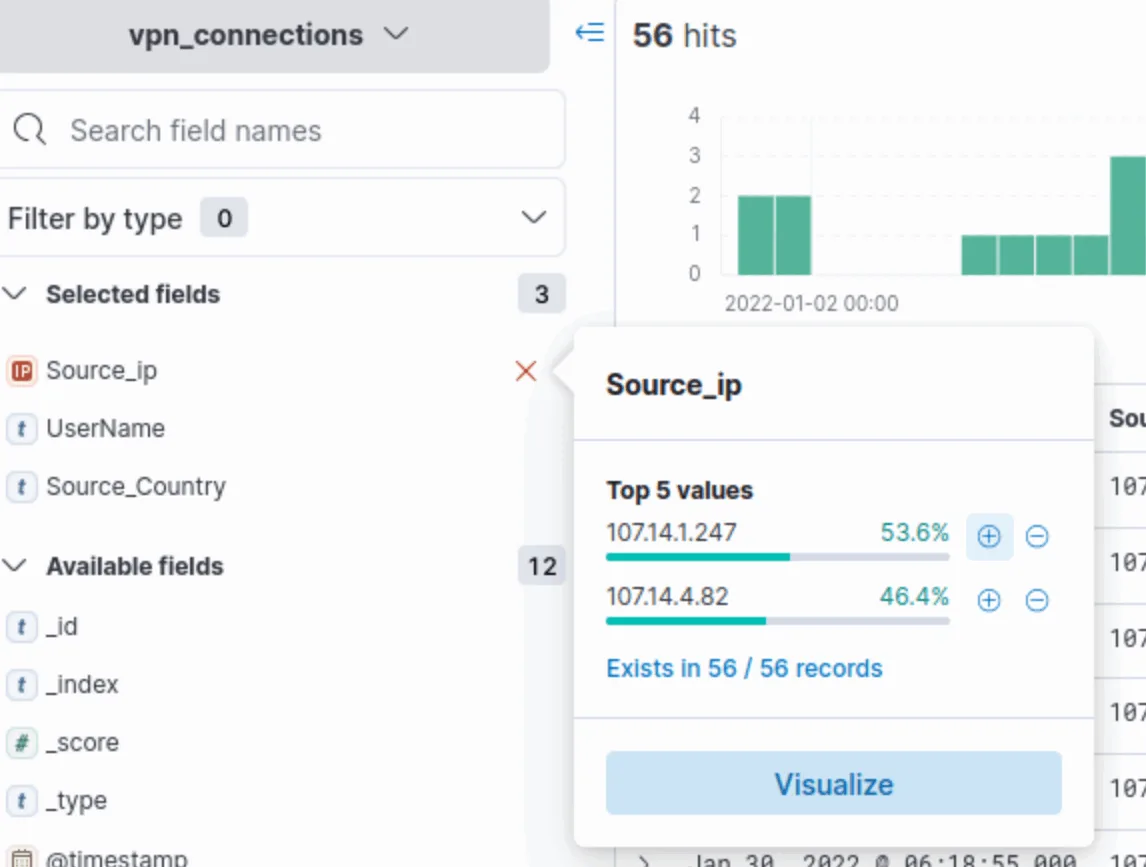 vpn_connections
56 hits
Search field names
Filter by type 0
Selected fields 3
IP Source_ip
t UserName
t Source_Country
Available fields 12
t _id
t _index
# _score
t _type
@timestamp
4
3
2
1
0
2022-01-02 00:00
Source_ip
Top 5 values
107.14.1.247 53.6%
107.14.4.82 46.4%
Exists in 56 / 56 records
Visualize
Sou
107
107
107
107
107
Jan 30, 2022 @ 06:18:55.000 107